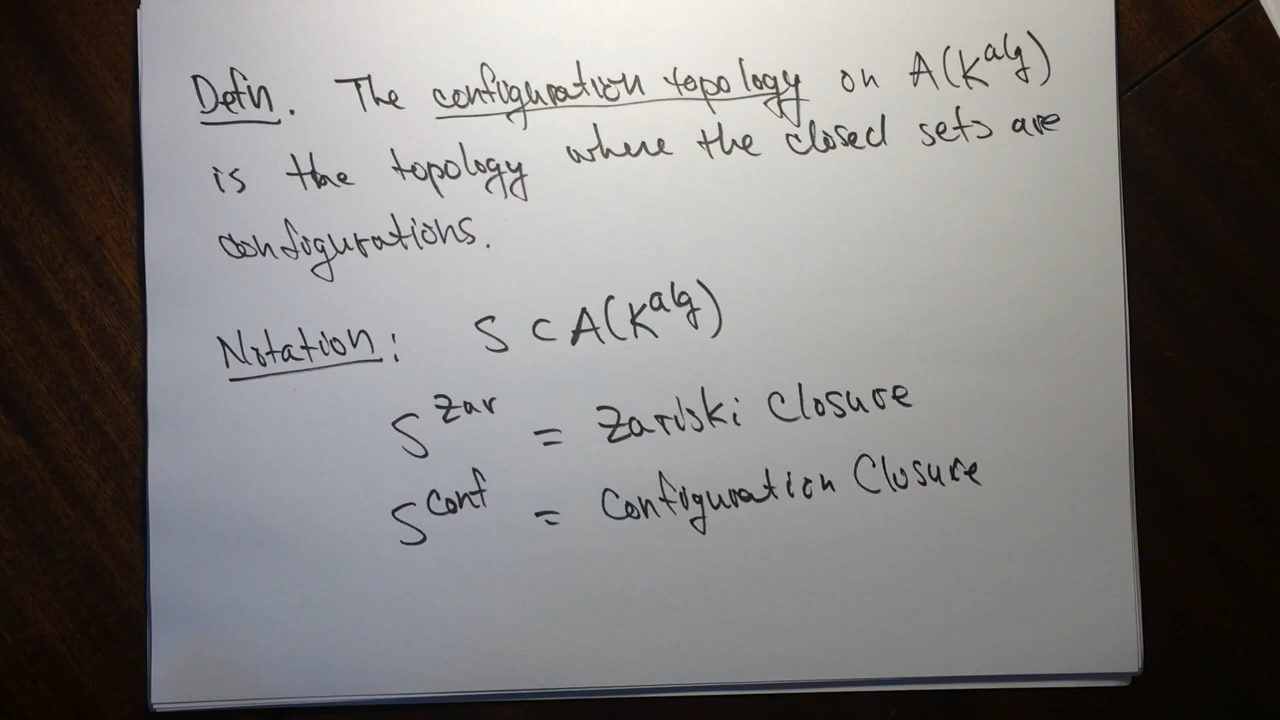 Defn. The configuration topology on A(K^alg)
is the topology where the closed sets are
configurations.
Notation: S ⊂ A(K^alg)
S^Zar = Zariski Closure
S^conf = Configuration Closure